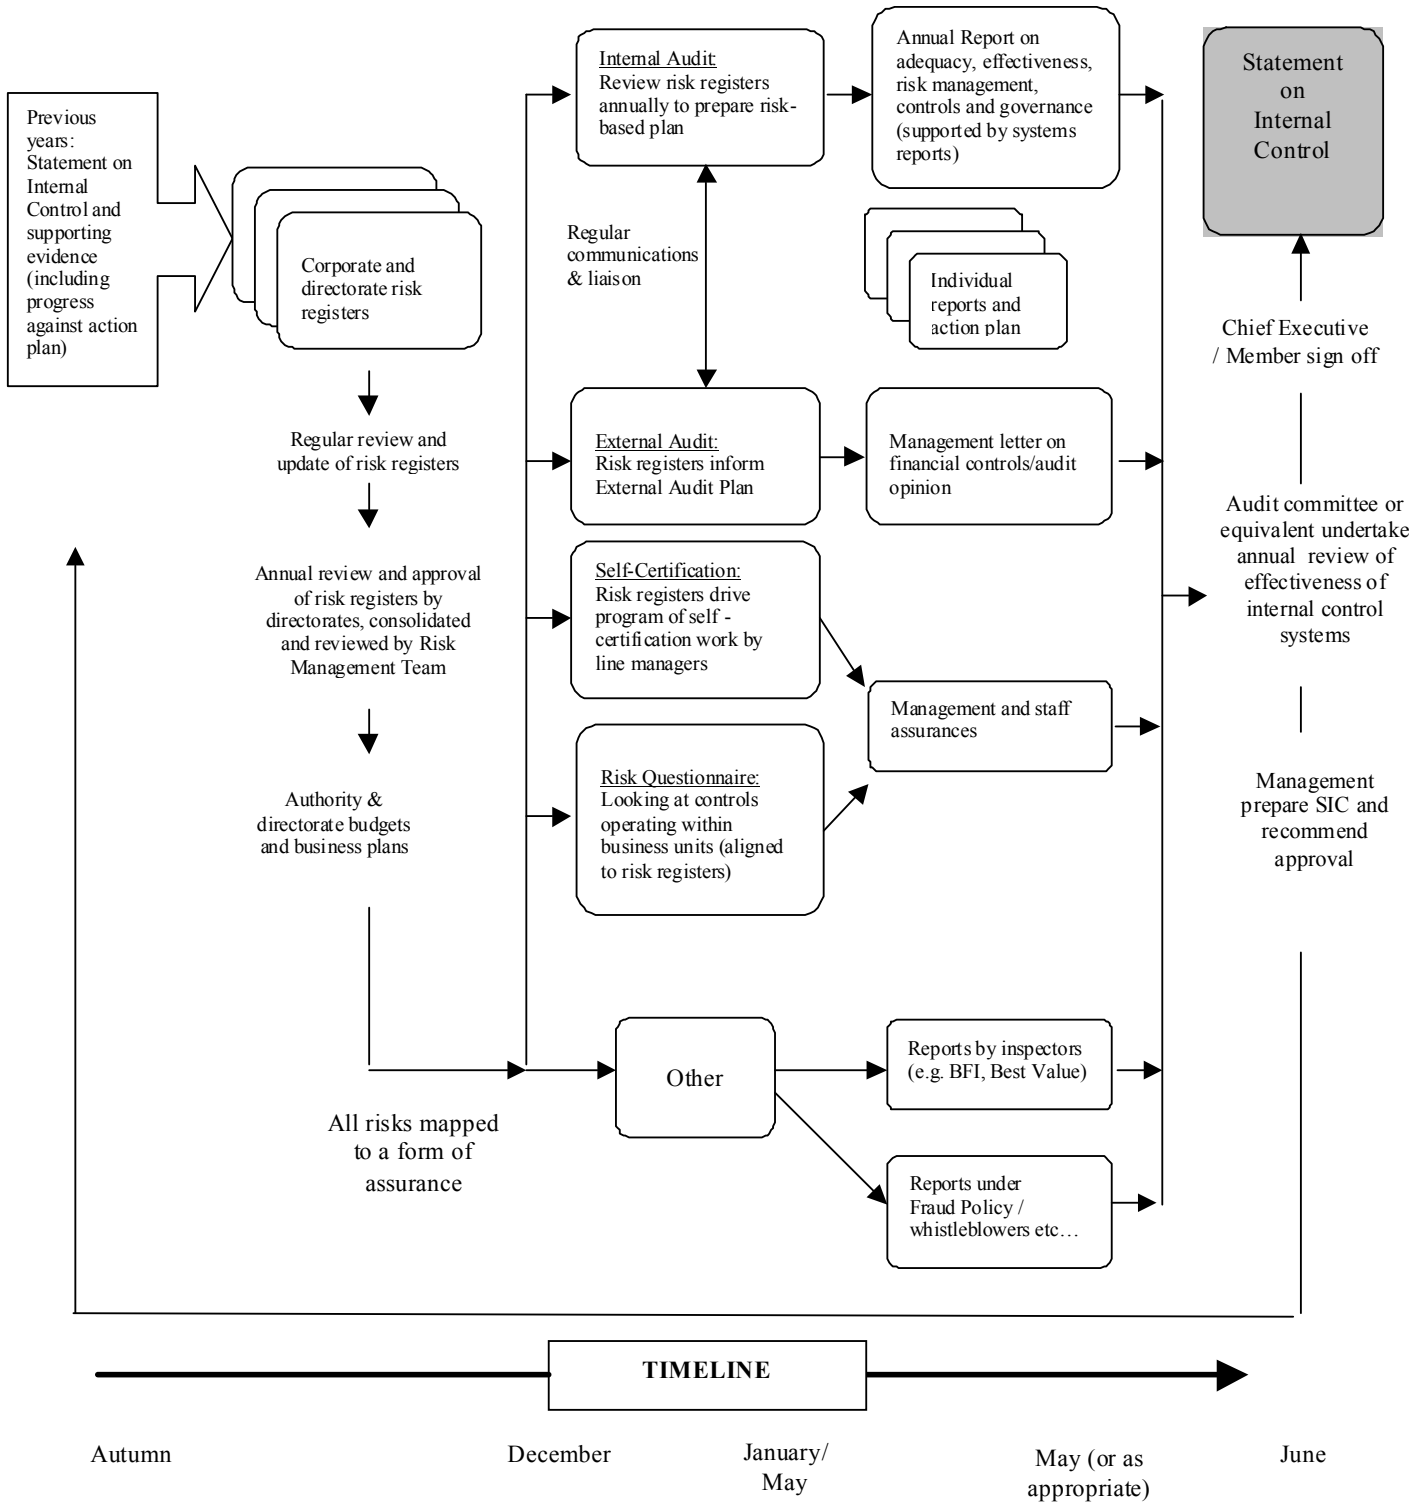 Previous
years:
Statement on
Internal
Control and
supporting
evidence
(including
progress
against action
plan)
Corporate and
directorate risk
registers
Regular review and
update of risk registers
Annual review and approval
of risk registers by
directorates, consolidated
and reviewed by Risk
Management Team
Authority &
directorate budgets
and business plans
All risks mapped
to a form of
assurance
Internal Audit:
Review risk registers
annually to prepare risk-
based plan
Regular
communications
& liaison
External Audit:
Risk registers inform
External Audit Plan
Self-Certification:
Risk registers drive
program of self -
certification work by
line managers
Risk Questionnaire:
Looking at controls
operating within
business units (aligned
to risk registers)
Other
Annual Report on
adequacy, effectiveness,
risk management,
controls and governance
(supported by systems
reports)
Individual
reports and
action plan
Management letter on
financial controls/audit
opinion
Management and staff
assurances
Reports by inspectors
(e.g. BFI, Best Value)
Reports under
Fraud Policy /
whistleblowers etc…
Statement
on
Internal
Control
Chief Executive
/ Member sign off
Audit committee or
equivalent undertake
annual review of
effectiveness of
internal control
systems
Management
prepare SIC and
recommend
approval
TIMELINE
Autumn
December
January/
May
May (or as
appropriate)
June